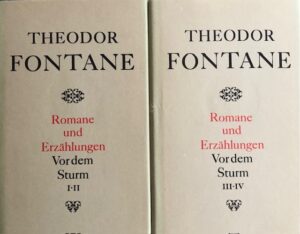 THEODOR
FONTANE
Romane
und
Erzählungen
Vor dem
Sturm
I·II
THEODOR
FONTANE
Romane
und
Erzählungen
Vor dem
Sturm
III·IV